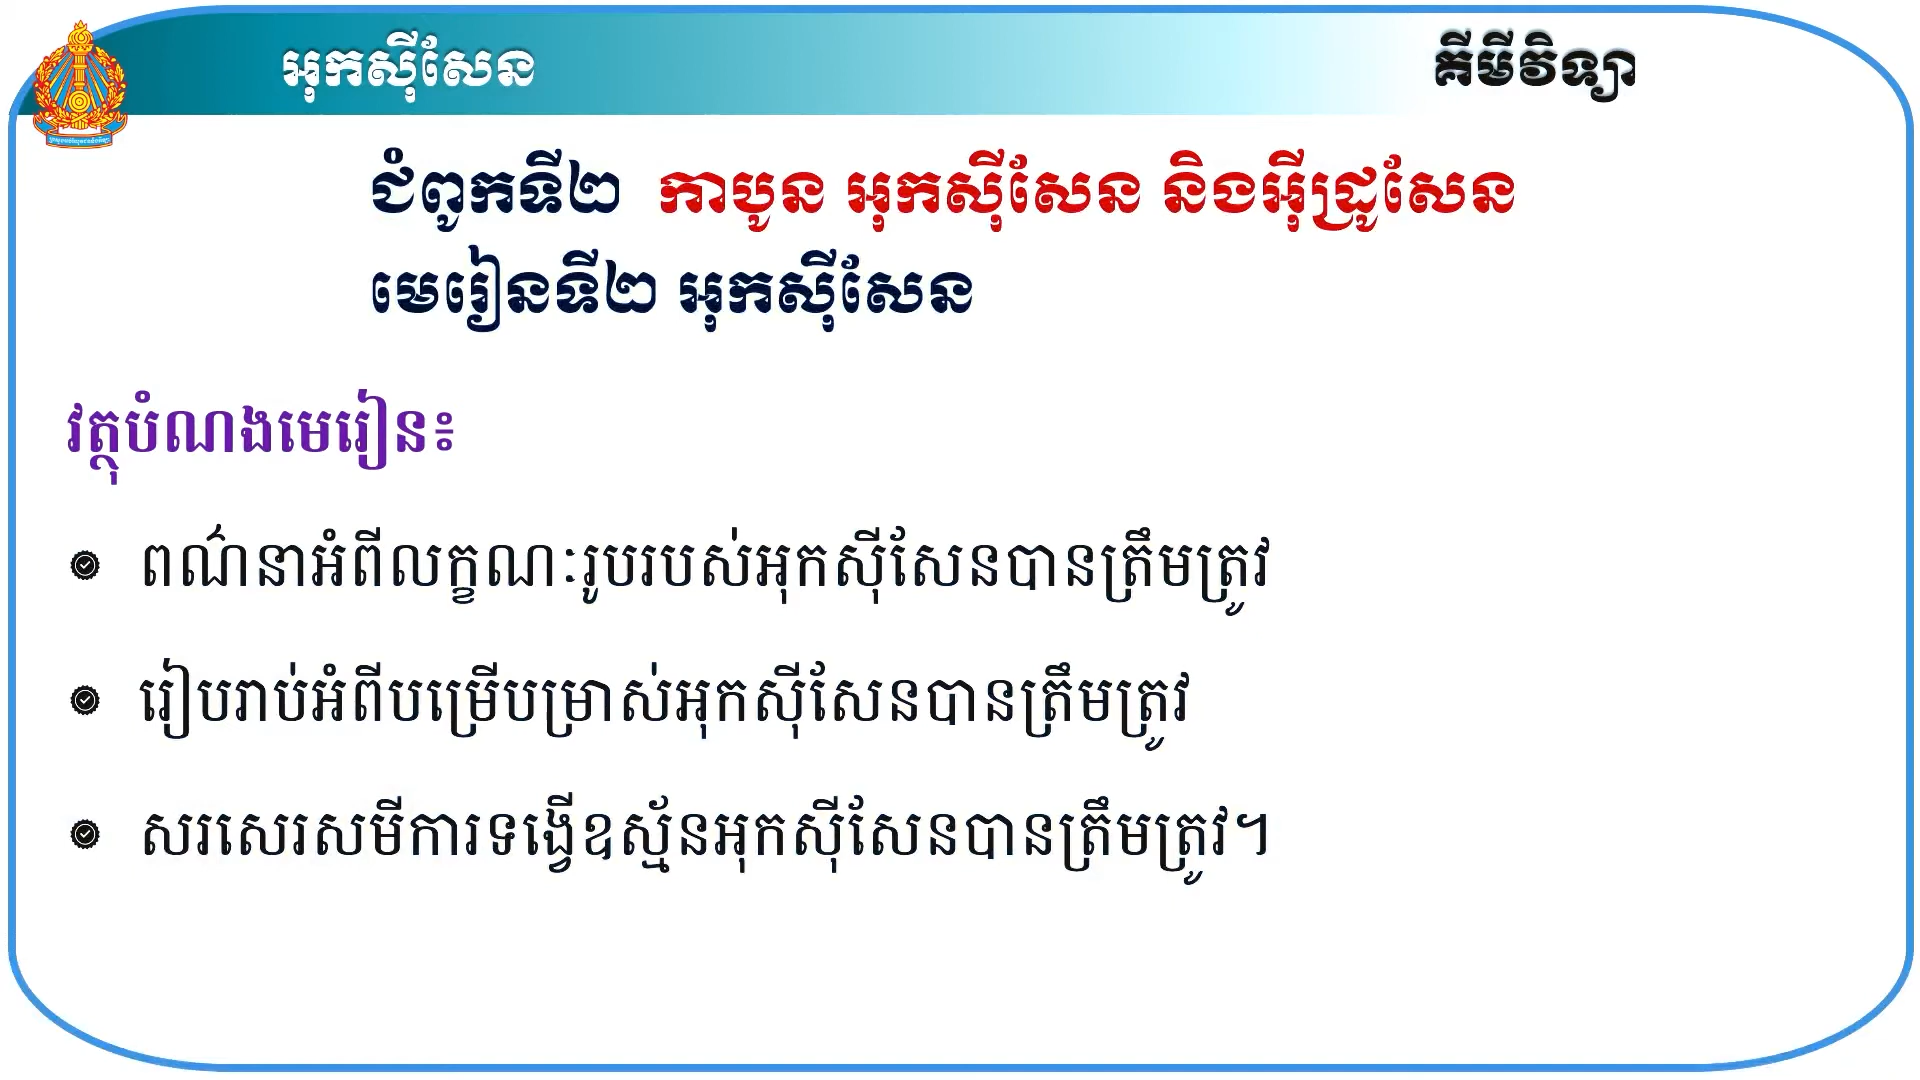 អុកស៊ីសែន
គីមីវិទ្យា
ជំពូកទី២ កាបូន អុកស៊ីសែន និងអ៊ីដ្រូសែន
មេរៀនទី២ អុកស៊ីសែន
វត្ថុបំណងមេរៀន៖
ពណ៌នាអំពីលក្ខណៈរូបរបស់អុកស៊ីសែនបានត្រឹមត្រូវ
រៀបរាប់អំពីបម្រើបម្រាស់អុកស៊ីសែនបានត្រឹមត្រូវ
សរសេរសមីការទង្វើឧស្ម័នអុកស៊ីសែនបានត្រឹមត្រូវ។